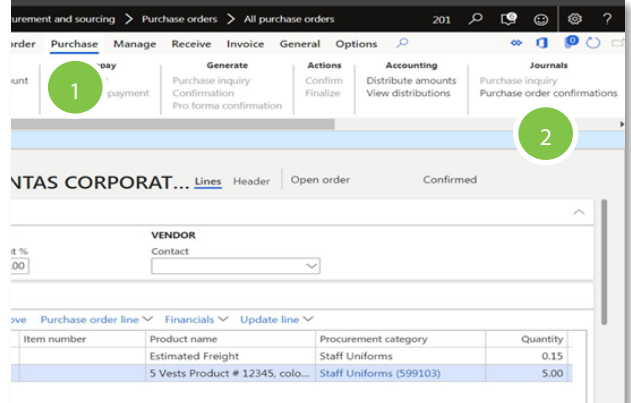 urement and sourcing > Purchase orders > All purchase orders 201 ?
order Purchase Manage Receive Invoice General Options 0
pay Generate Actions Accounting Journals
unt Purchase inquiry Confirm Distribute amounts Purchase inquiry
payment Confirmation Finalize View distributions Purchase order confirmations
Pro forma confirmation
1
2
NTAS CORPORAT... Lines Header Open order Confirmed
VENDOR
t % Contact
.00
ove Purchase order line Financials Update line
Item number Product name Procurement category Quantity
Estimated Freight Staff Uniforms 0.15
5 Vests Product # 12345, colo... Staff Uniforms (599103) 5.00